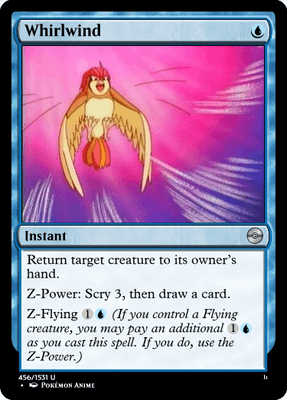 Whirlwind
Instant
Return target creature to its owner's
hand.
Z-Power: Scry 3, then draw a card.
Z-Flying 1 (If you control a Flying
creature, you may pay an additional 1
as you cast this spell. If you do, use
the Z-Power.)
456/1531 U
• Pokémon Anime